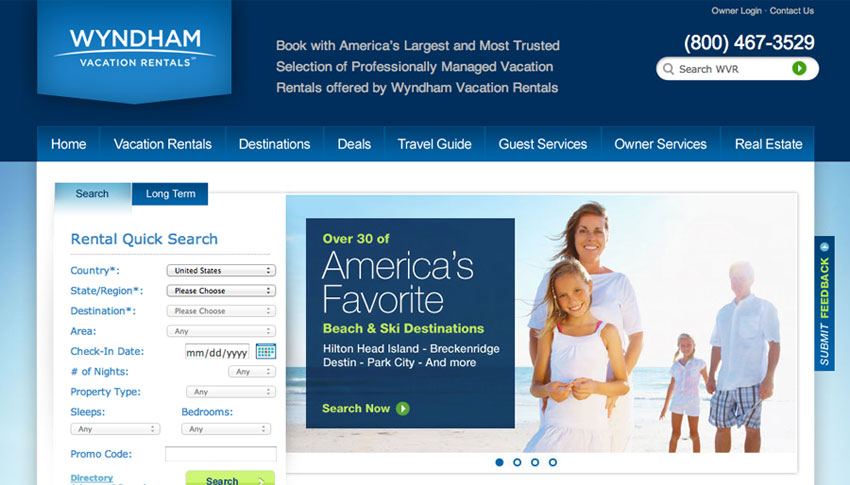 Owner Login · Contact Us
WYNDHAM
VACATION RENTALS℠
Book with America's Largest and Most Trusted
Selection of Professionally Managed Vacation
Rentals offered by Wyndham Vacation Rentals
(800) 467-3529
Search WVR
Home Vacation Rentals Destinations Deals Travel Guide Guest Services Owner Services Real Estate
Search Long Term
Rental Quick Search
Country*: United States
State/Region*: Please Choose
Destination*: Please Choose
Area: Any
Check-In Date: mm/dd/yyyy
# of Nights: Any
Property Type: Any
Sleeps: Bedrooms:
Any Any
Promo Code:
Directory
Search
Over 30 of
America's
Favorite
Beach & Ski Destinations
Hilton Head Island - Breckenridge
Destin - Park City - And more
Search Now
SUBMIT FEEDBACK